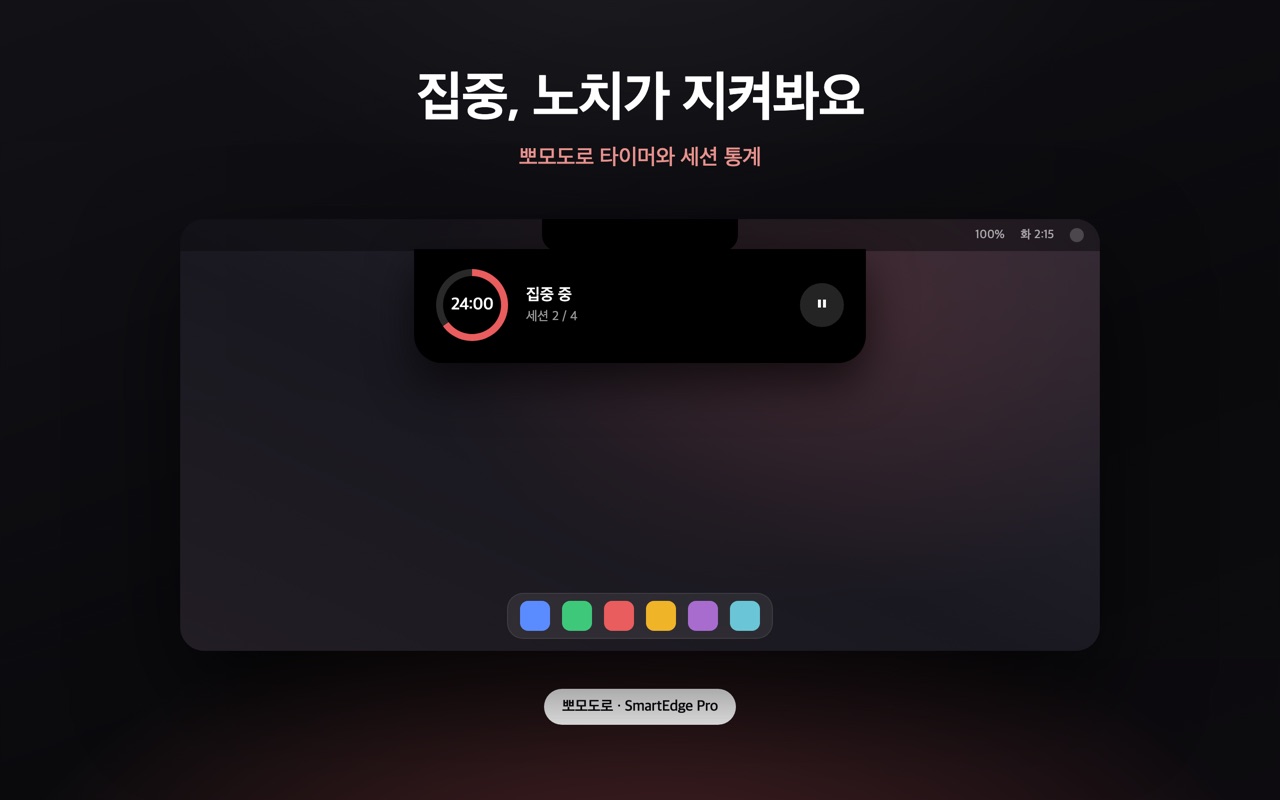 집중, 노치가 지켜봐요
뽀모도로 타이머와 세션 통계
100% 화 2:15
24:00
집중 중
세션 2 / 4
뽀모도로 · SmartEdge Pro